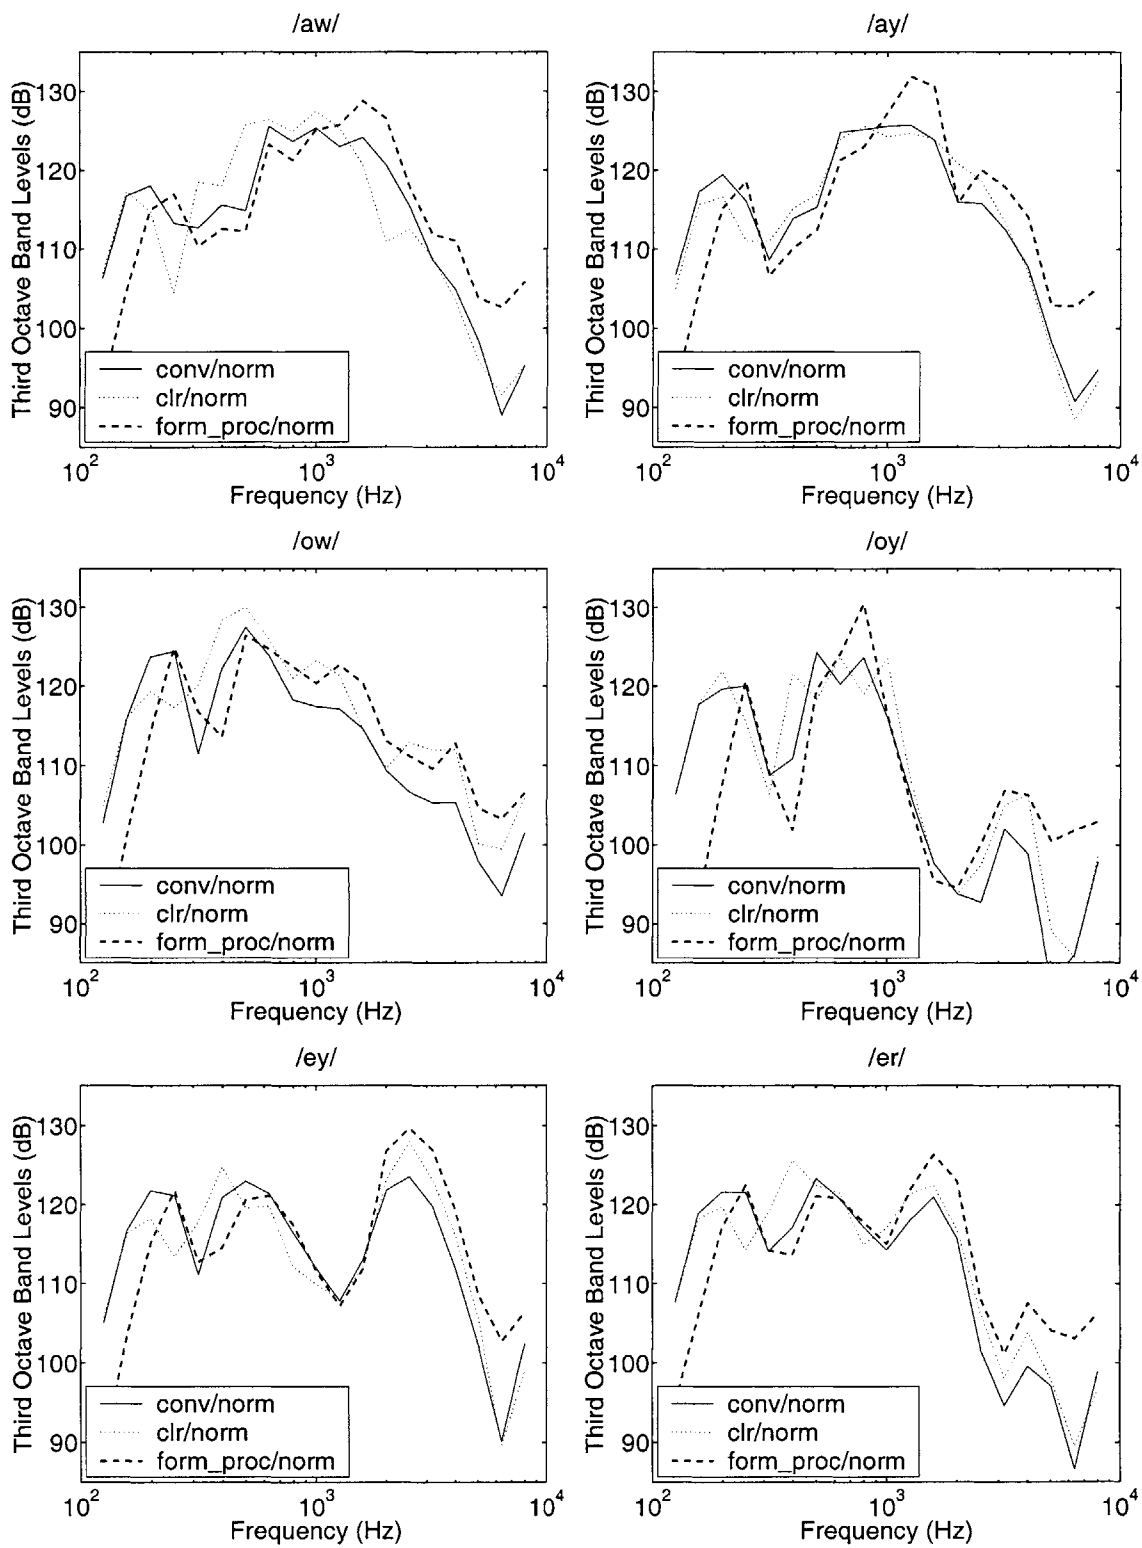 /aw/
Third Octave Band Levels (dB)
130
120
110
100
90
conv/norm
clr/norm
form_proc/norm
10^2
10^3
10^4
Frequency (Hz)
/ay/
Third Octave Band Levels (dB)
130
120
110
100
90
conv/norm
clr/norm
form_proc/norm
10^2
10^3
10^4
Frequency (Hz)
/ow/
Third Octave Band Levels (dB)
130
120
110
100
90
conv/norm
clr/norm
form_proc/norm
10^2
10^3
10^4
Frequency (Hz)
/oy/
Third Octave Band Levels (dB)
130
120
110
100
90
conv/norm
clr/norm
form_proc/norm
10^2
10^3
10^4
Frequency (Hz)
/ey/
Third Octave Band Levels (dB)
130
120
110
100
90
conv/norm
clr/norm
form_proc/norm
10^2
10^3
10^4
Frequency (Hz)
/er/
Third Octave Band Levels (dB)
130
120
110
100
90
conv/norm
clr/norm
form_proc/norm
10^2
10^3
10^4
Frequency (Hz)